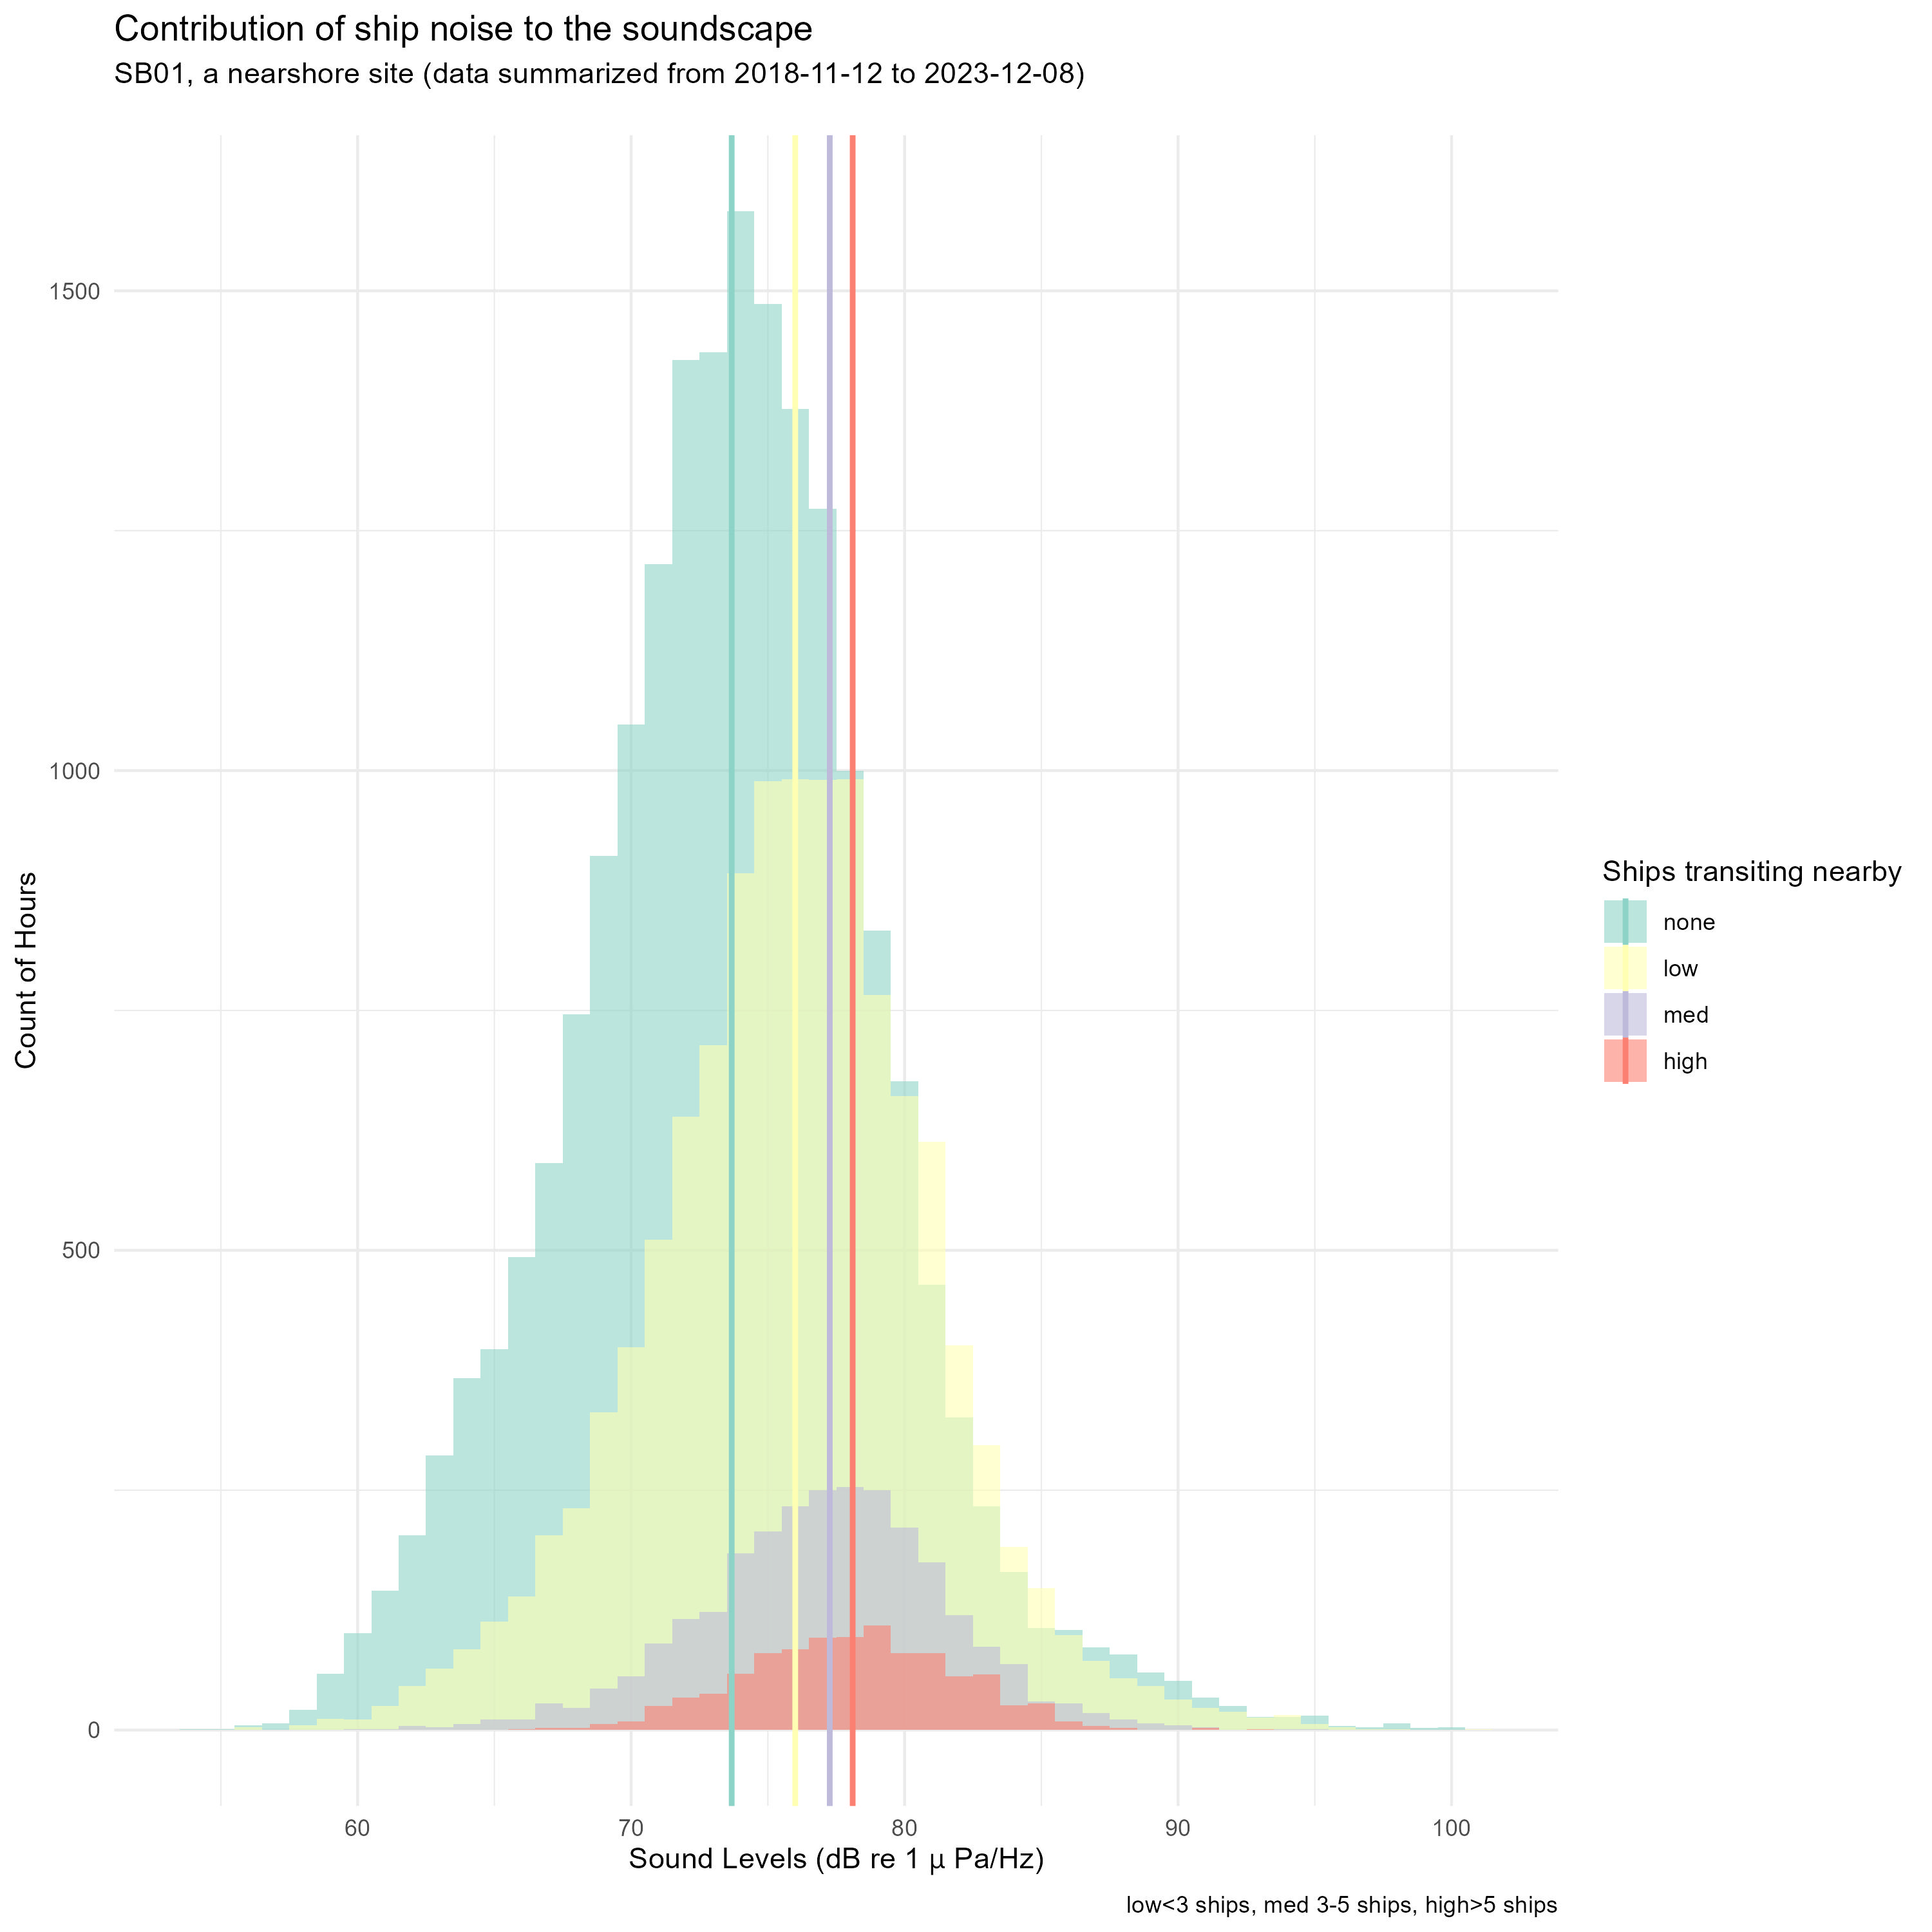 Contribution of ship noise to the soundscape
SB01, a nearshore site (data summarized from 2018-11-12 to 2023-12-08)
1500
1000
500
0
Count of Hours
60 70 80 90 100
Sound Levels (dB re 1 μ Pa/Hz)
Ships transiting nearby
none
low
med
high
low<3 ships, med 3-5 ships, high>5 ships